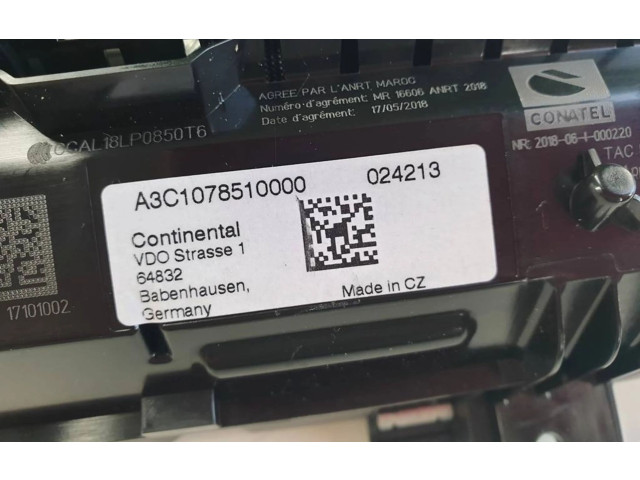 AGREE PAR L'ANRT MAROC
Numéro d'agrément: MR 16606 ANRT 2018
Date d'agrément: 17/05/2018
CCAL18LP0850T6
CONATEL
NR: 2018-06-I-000220
TAC
A3C1078510000 024213
Continental
VDO Strasse 1
64832
Babenhausen,
Germany
Made in CZ
17101002